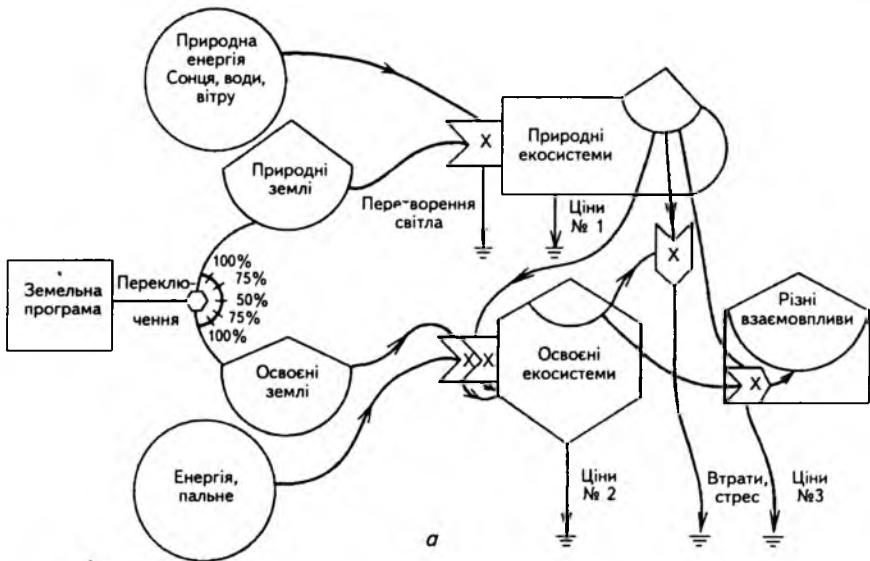 Природна
енергія
Сонця, води,
вітру
Природні
землі
X
Природні
екосистеми
Перетворення
світла
Ціни
№ 1
X
Земельна
програма
Переклю-
чення
100%
75%
50%
75%
100%
Освоєні
землі
X X
Освоєні
екосистеми
Різні
взаємовпливи
X
Енергія,
пальне
Ціни
№ 2
Втрати,
стрес
Ціни
№3
а